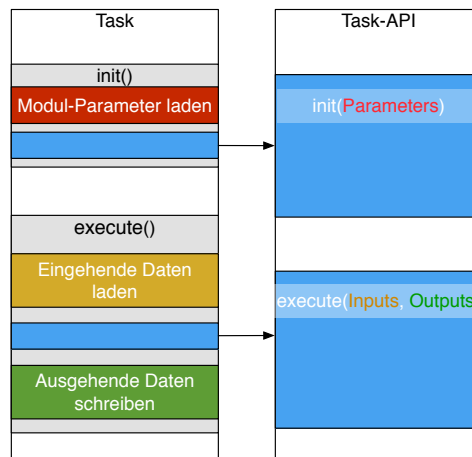 Task
init()
Modul-Parameter laden
execute()
Eingehende Daten
laden
Ausgehende Daten
schreiben
Task-API
init(Parameters)
execute(Inputs, Outputs